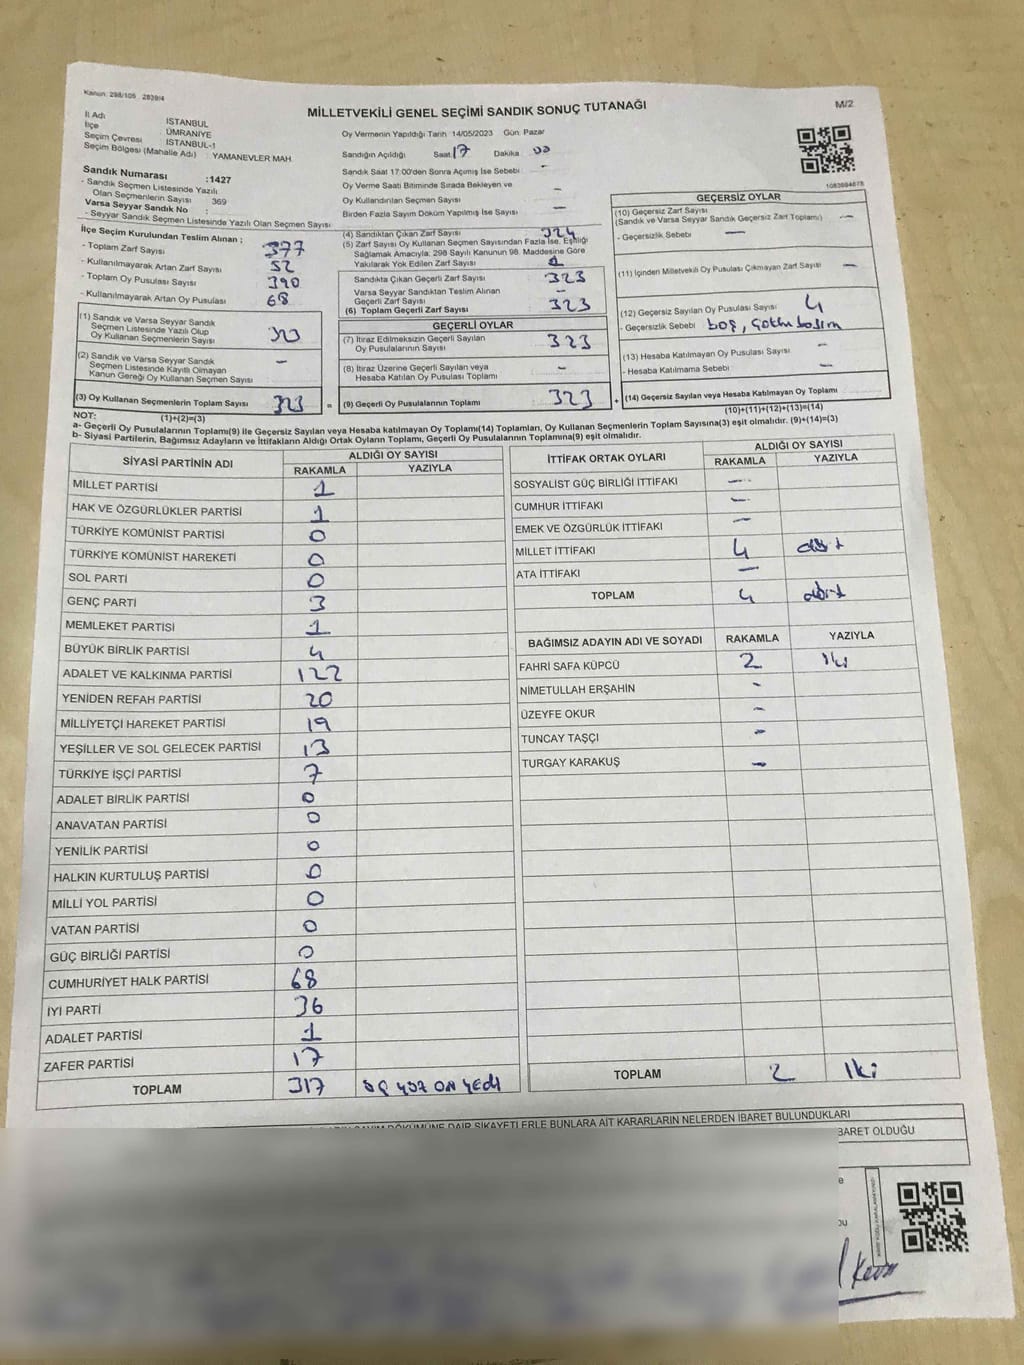 Kanun: 298/105 2839/4
MİLLETVEKİLİ GENEL SEÇİMİ SANDIK SONUÇ TUTANAĞI
M/2
İl Adı İSTANBUL
İlçe ÜMRANİYE
Seçim Çevresi İSTANBUL-1
Seçim Bölgesi (Mahalle Adı) : YAMANEVLER MAH.
Sandık Numarası :1427
- Sandık Seçmen Listesinde Yazılı
Olan Seçmenlerin Sayısı 369
Varsa Seyyar Sandık No :
- Seyyar Sandık Seçmen Listesinde Yazılı Olan Seçmen Sayısı
Oy Vermenin Yapıldığı Tarih 14/05/2023 Gün: Pazar
Sandığın Açıldığı Saat 17 Dakika 00
Sandık Saat 17:00'den Sonra Açımış İse Sebebi : -
Oy Verme Saati Bitiminde Sırada Bekleyen ve
Oy Kullandırılan Seçmen Sayısı -
Birden Fazla Sayım Döküm Yapılmış İse Sayısı -
1083994878
İlçe Seçim Kurulundan Teslim Alınan ;
- Toplam Zarf Sayısı 377
- Kullanılmayarak Artan Zarf Sayısı 52
- Toplam Oy Pusulası Sayısı 390
- Kullanılmayarak Artan Oy Pusulası 68
(1) Sandık ve Varsa Seyyar Sandık
Seçmen Listesinde Yazılı Olup
Oy Kullanan Seçmenlerin Sayısı 323
(2) Sandık ve Varsa Seyyar Sandık
Seçmen Listesinde Kayıtlı Olmayan
Kanun Gereği Oy Kullanan Seçmen Sayısı -
(3) Oy Kullanan Seçmenlerin Toplam Sayısı 323
(4) Sandıktan Çıkan Zarf Sayısı 324
(5) Zarf Sayısı Oy Kullanan Seçmen Sayısından Fazla İse, Eşitliği
Sağlamak Amacıyla; 298 Sayılı Kanunun 98. Maddesine Göre
Yakılarak Yok Edilen Zarf Sayısı 1
Sandıkta Çıkan Geçerli Zarf Sayısı 323
Varsa Seyyar Sandıktan Teslim Alınan
Geçerli Zarf Sayısı -
(6) Toplam Geçerli Zarf Sayısı 323
GEÇERLİ OYLAR
(7) İtiraz Edilmeksizin Geçerli Sayılan
Oy Pusulalarının Sayısı 323
(8) İtiraz Üzerine Geçerli Sayılan veya
Hesaba Katılan Oy Pusulası Toplamı -
= (9) Geçerli Oy Pusulalarının Toplamı 323
GEÇERSİZ OYLAR
(10) Geçersiz Zarf Sayısı
(Sandık ve Varsa Seyyar Sandık Geçersiz Zarf Toplamı) -
- Geçersizlik Sebebi -
(11) İçinden Milletvekili Oy Pusulası Çıkmayan Zarf Sayısı -
(12) Geçersiz Sayılan Oy Pusulası Sayısı 4
- Geçersizlik Sebebi boş,
(13) Hesaba Katılmayan Oy Pusulası Sayısı -
- Hesaba Katılmama Sebebi -
+ (14) Geçersiz Sayılan veya Hesaba Katılmayan Oy Toplamı
(1)+(2)=(3)
(10)+(11)+(12)+(13)=(14)
NOT:
a- Geçerli Oy Pusulalarının Toplamı(9) ile Geçersiz Sayılan veya Hesaba katılmayan Oy Toplamı(14) Toplamları, Oy Kullanan Seçmenlerin Toplam Sayısına(3) eşit olmalıdır. (9)+(14)=(3)
b- Siyasi Partilerin, Bağımsız Adayların ve İttifakların Aldığı Ortak Oyların Toplamı, Geçerli Oy Pusulalarının Toplamına(9) eşit olmalıdır.
SİYASİ PARTİNİN ADI ALDIĞI OY SAYISI
RAKAMLA YAZIYLA
MİLLET PARTİSİ 1
HAK VE ÖZGÜRLÜKLER PARTİSİ 1
TÜRKİYE KOMÜNİST PARTİSİ 0
TÜRKİYE KOMÜNİST HAREKETİ 0
SOL PARTİ 0
GENÇ PARTİ 3
MEMLEKET PARTİSİ 1
BÜYÜK BİRLİK PARTİSİ 4
ADALET VE KALKINMA PARTİSİ 122
YENİDEN REFAH PARTİSİ 20
MİLLİYETÇİ HAREKET PARTİSİ 19
YEŞİLLER VE SOL GELECEK PARTİSİ 13
TÜRKİYE İŞÇİ PARTİSİ 7
ADALET BİRLİK PARTİSİ 0
ANAVATAN PARTİSİ 0
YENİLİK PARTİSİ 0
HALKIN KURTULUŞ PARTİSİ 0
MİLLİ YOL PARTİSİ 0
VATAN PARTİSİ 0
GÜÇ BİRLİĞİ PARTİSİ 0
CUMHURİYET HALK PARTİSİ 68
İYİ PARTİ 36
ADALET PARTİSİ 1
ZAFER PARTİSİ 17
TOPLAM 317 üç yüz on yedi
İTTİFAK ORTAK OYLARI ALDIĞI OY SAYISI
RAKAMLA YAZIYLA
SOSYALİST GÜÇ BİRLİĞİ İTTİFAKI -
CUMHUR İTTİFAKI -
EMEK VE ÖZGÜRLÜK İTTİFAKI -
MİLLET İTTİFAKI 4 dört
ATA İTTİFAKI -
TOPLAM 4 dört
BAĞIMSIZ ADAYIN ADI VE SOYADI RAKAMLA YAZIYLA
FAHRİ SAFA KÜPCÜ 2 iki
NİMETULLAH ERŞAHİN -
ÜZEYFE OKUR -
TUNCAY TAŞÇI -
TURGAY KARAKUŞ -
TOPLAM 2 iki
DÖKÜMÜNE DAİR ŞİKAYETLERLE BUNLARA AİT KARARLARIN NELERDEN İBARET BULUNDUKLARI
BARET OLDUĞU